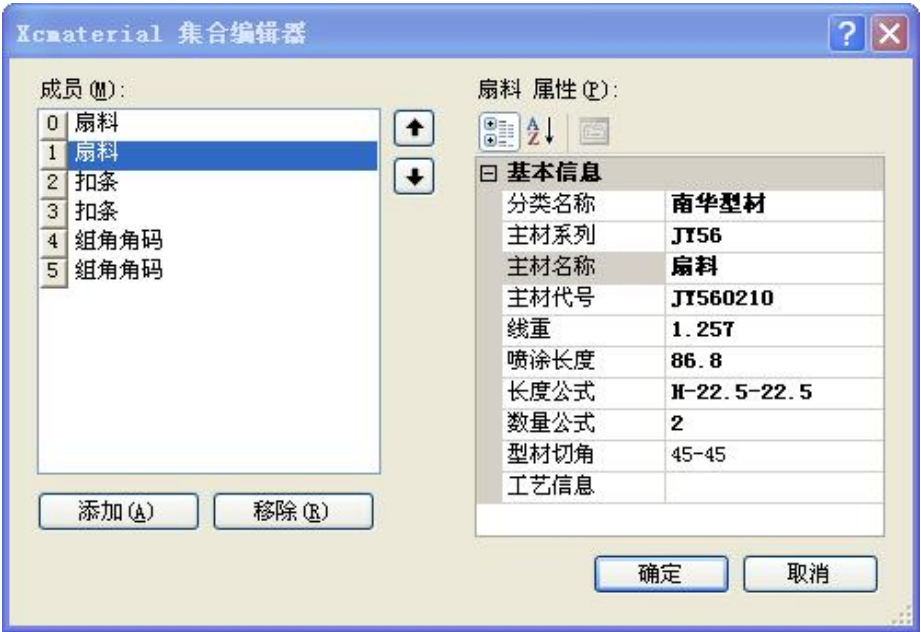 Xcmaterial 集合编辑器
成员(M):
0 扇料
1 扇料
2 扣条
3 扣条
4 组角角码
5 组角角码
添加(A)
移除(R)
扇料 属性(P):
基本信息
分类名称 南华型材
主材系列 JY56
主材名称 扇料
主材代号 JY560210
线重 1.257
喷涂长度 86.8
长度公式 H-22.5-22.5
数量公式 2
型材切角 45-45
工艺信息
确定
取消